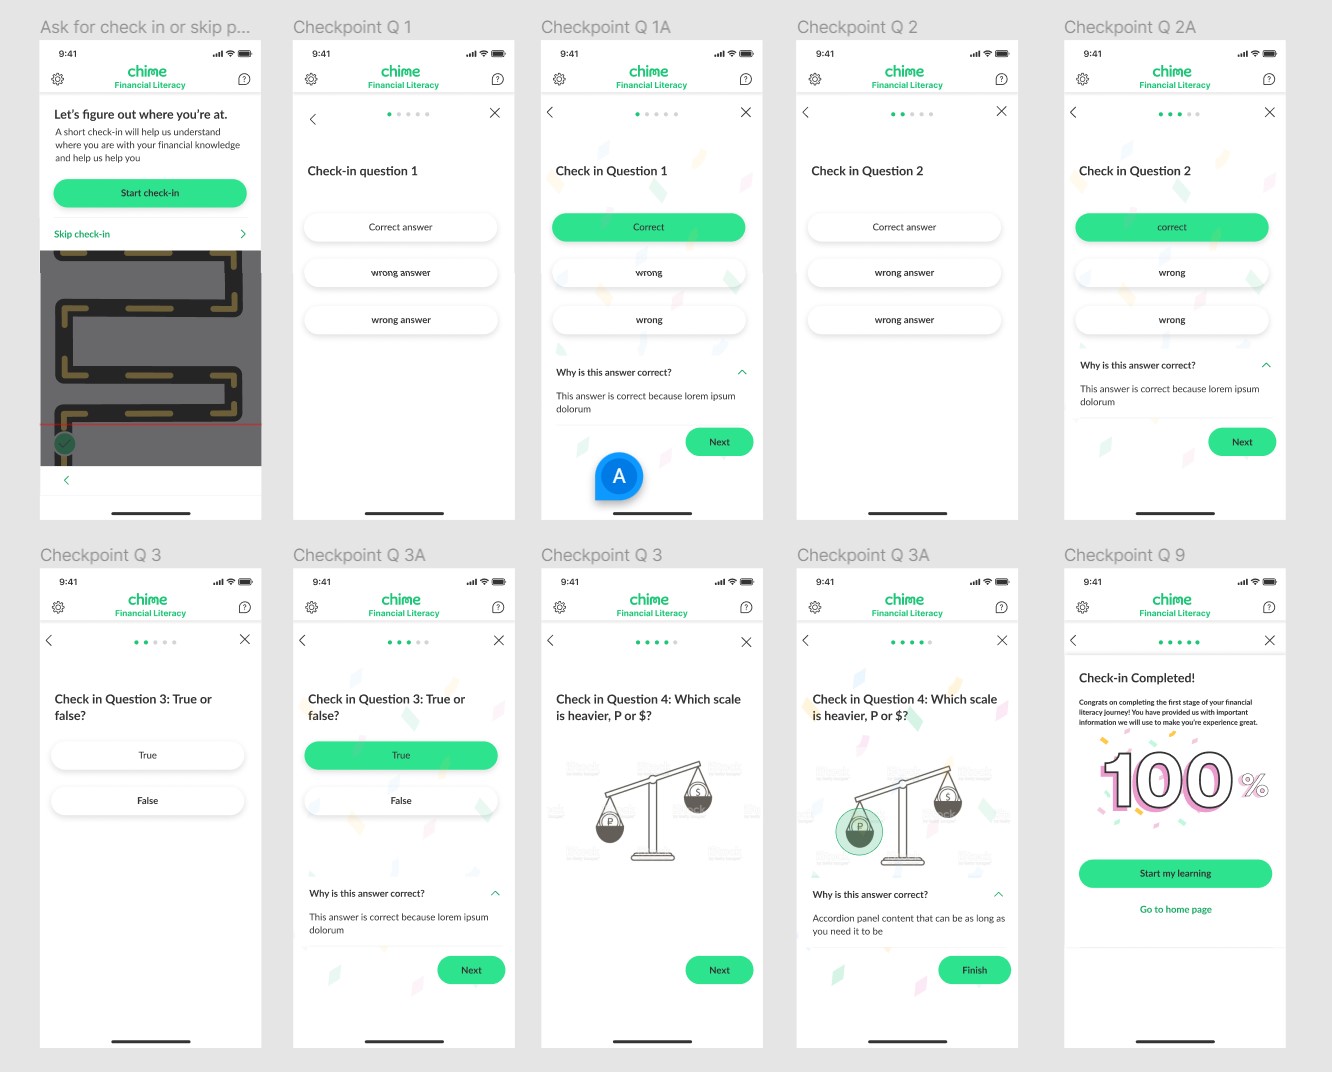 Ask for check in or skip p...
9:41
chime
Financial Literacy
Let's figure out where you're at.
A short check-in will help us understand
where you are with your financial knowledge
and help us help you
Start check-in
Skip check-in
Checkpoint Q 1
9:41
chime
Financial Literacy
Check-in question 1
Correct answer
wrong answer
wrong answer
Checkpoint Q 1A
9:41
chime
Financial Literacy
Check in Question 1
Correct
wrong
wrong
Why is this answer correct?
This answer is correct because lorem ipsum
dolorum
Next
A
Checkpoint Q 2
9:41
chime
Financial Literacy
Check in Question 2
Correct answer
wrong answer
wrong answer
Checkpoint Q 2A
9:41
chime
Financial Literacy
Check in Question 2
correct
wrong
wrong
Why is this answer correct?
This answer is correct because lorem ipsum
dolorum
Next
Checkpoint Q 3
9:41
chime
Financial Literacy
Check in Question 3: True or
false?
True
False
Checkpoint Q 3A
9:41
chime
Financial Literacy
Check in Question 3: True or
false?
True
False
Why is this answer correct?
This answer is correct because lorem ipsum
dolorum
Next
Checkpoint Q 3
9:41
chime
Financial Literacy
Check in Question 4: Which scale
is heavier, P or $?
$
P
Next
Checkpoint Q 3A
9:41
chime
Financial Literacy
Check in Question 4: Which scale
is heavier, P or $?
$
P
Why is this answer correct?
Accordion panel content that can be as long as
you need it to be
Finish
Checkpoint Q 9
9:41
chime
Financial Literacy
Check-in Completed!
Congrats on completing the first stage of your financial
literacy journey! You have provided us with important
information we will use to make you're experience great.
100%
Start my learning
Go to home page